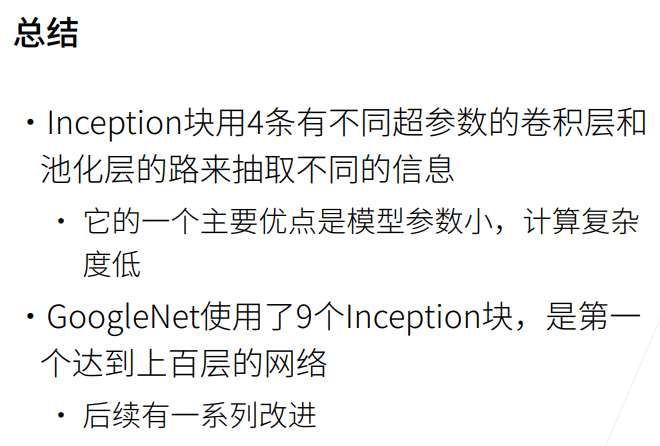 总结
• Inception块用4条有不同超参数的卷积层和
池化层的路来抽取不同的信息
• 它的一个主要优点是模型参数小，计算复杂
度低
• GoogleNet使用了9个Inception块，是第一
个达到上百层的网络
• 后续有一系列改进